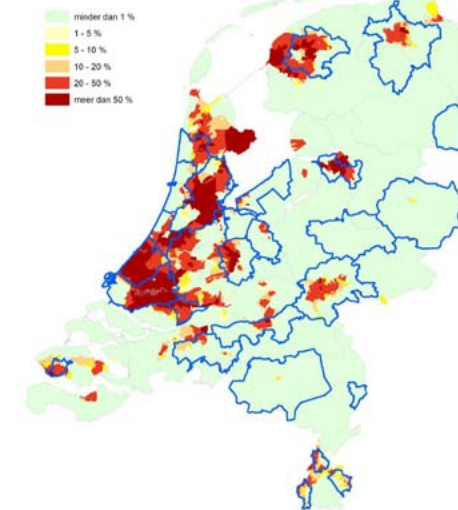 minder dan 1 %
1 - 5 %
5 - 10 %
10 - 20 %
20 - 50 %
meer dan 50 %